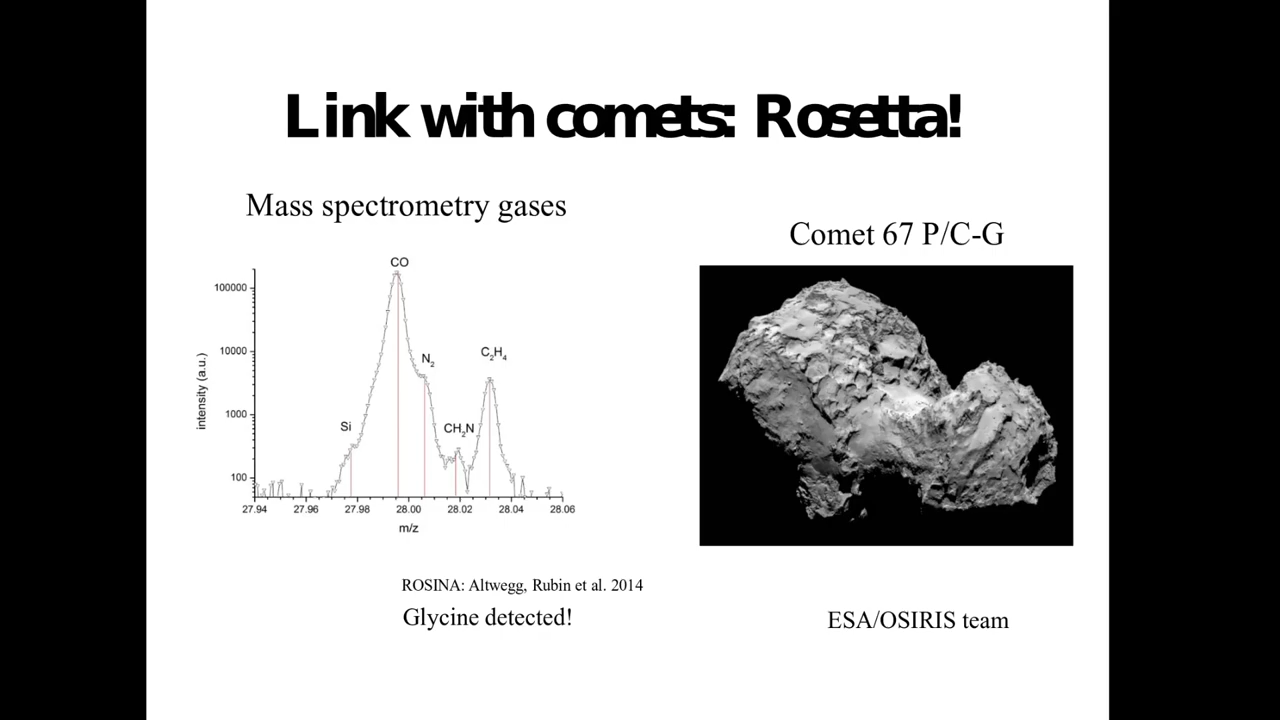 Link with comets: Rosetta!
Mass spectrometry gases
Comet 67 P/C-G
CO
100000
10000
1000
100
intensity (a.u.)
N2
C2H4
Si
CH2N
27.94 27.96 27.98 28.00 28.02 28.04 28.06
m/z
ROSINA: Altwegg, Rubin et al. 2014
Glycine detected!
ESA/OSIRIS team